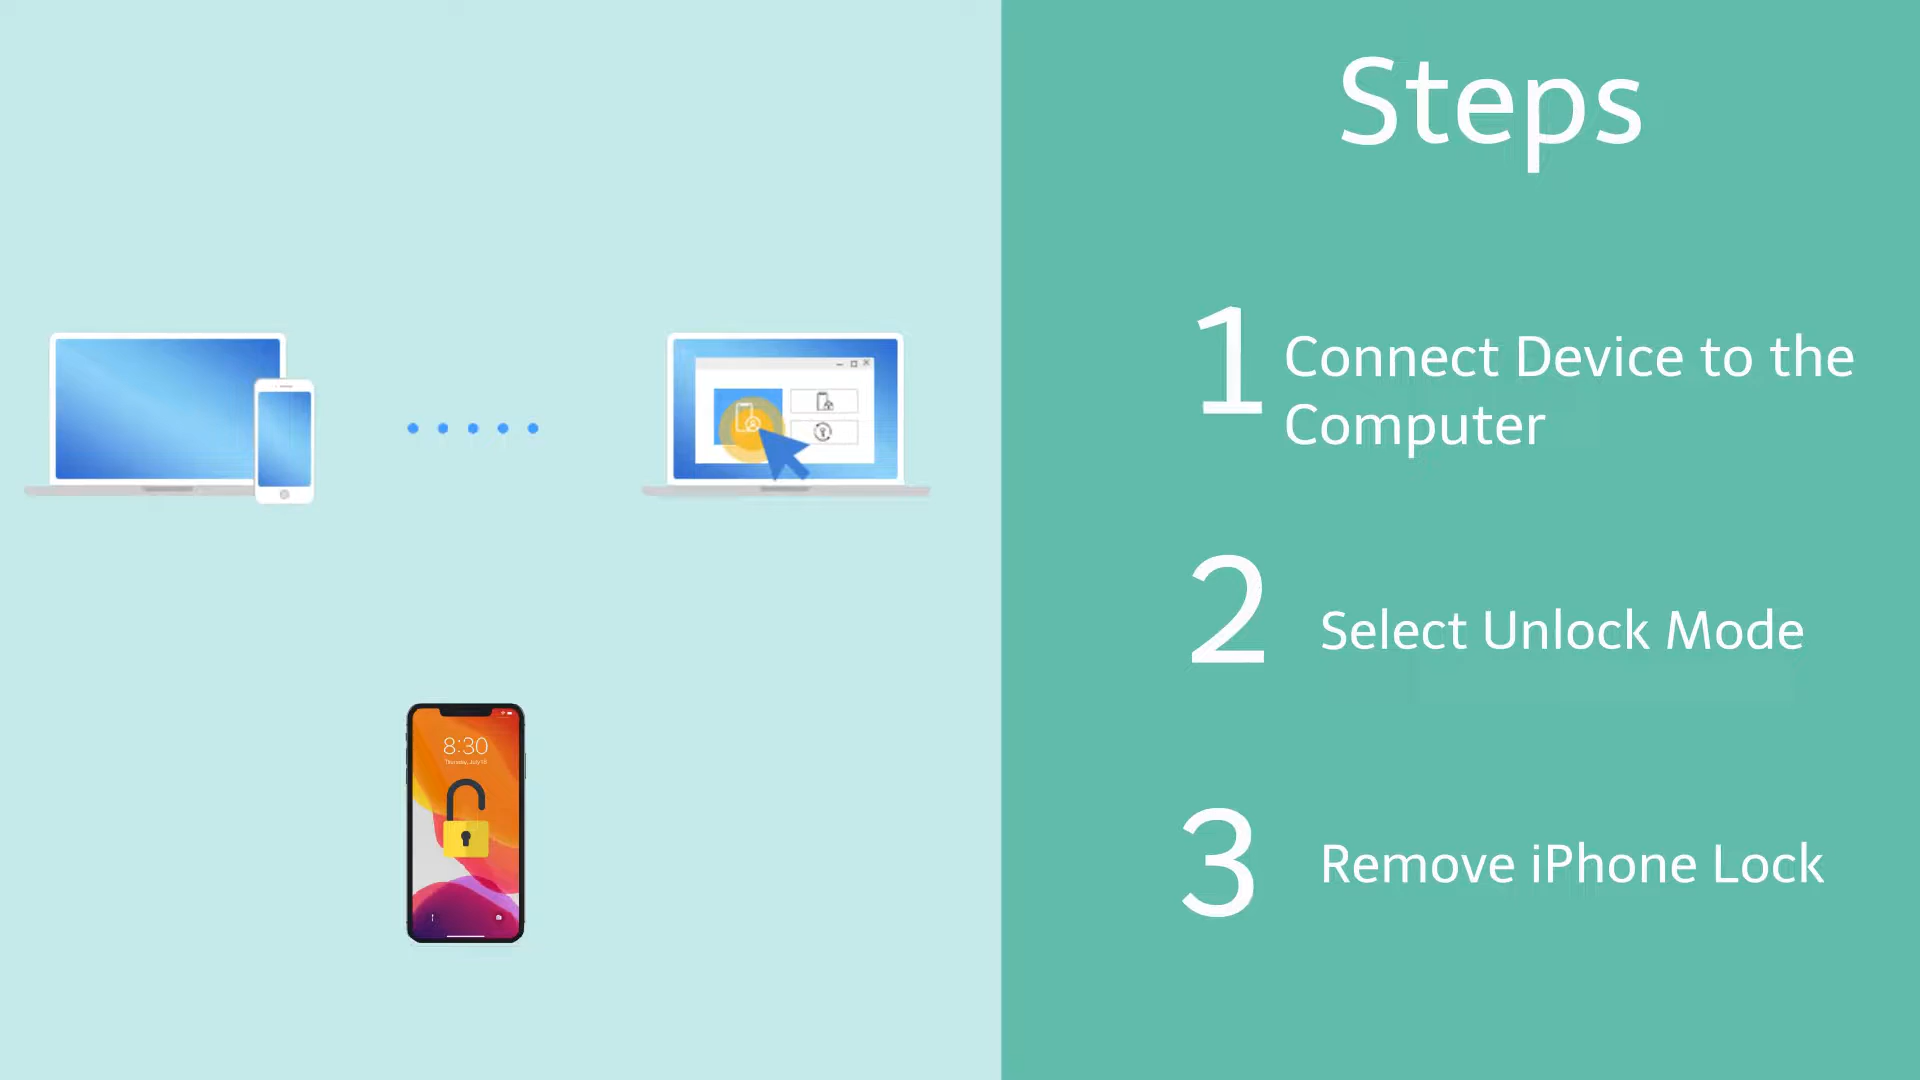 Steps
1
Connect Device to the
Computer
2
Select Unlock Mode
3
Remove iPhone Lock
8:30